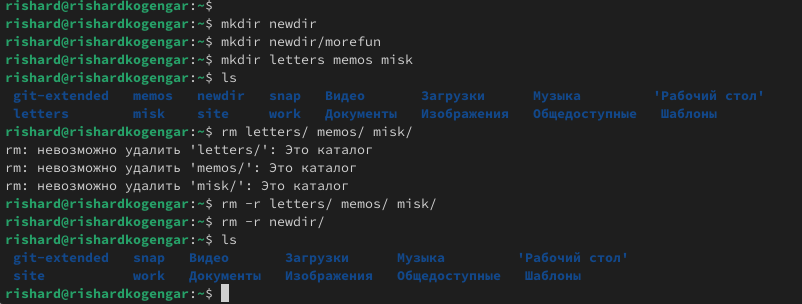 rishard@rishardkogengar:~$
rishard@rishardkogengar:~$ mkdir newdir
rishard@rishardkogengar:~$ mkdir newdir/morefun
rishard@rishardkogengar:~$ mkdir letters memos misk
rishard@rishardkogengar:~$ ls
git-extended memos newdir snap Видео Загрузки Музыка 'Рабочий стол'
letters misk site work Документы Изображения Общедоступные Шаблоны
rishard@rishardkogengar:~$ rm letters/ memos/ misk/
rm: невозможно удалить 'letters/': Это каталог
rm: невозможно удалить 'memos/': Это каталог
rm: невозможно удалить 'misk/': Это каталог
rishard@rishardkogengar:~$ rm -r letters/ memos/ misk/
rishard@rishardkogengar:~$ rm -r newdir/
rishard@rishardkogengar:~$ ls
git-extended snap Видео Загрузки Музыка 'Рабочий стол'
site work Документы Изображения Общедоступные Шаблоны
rishard@rishardkogengar:~$